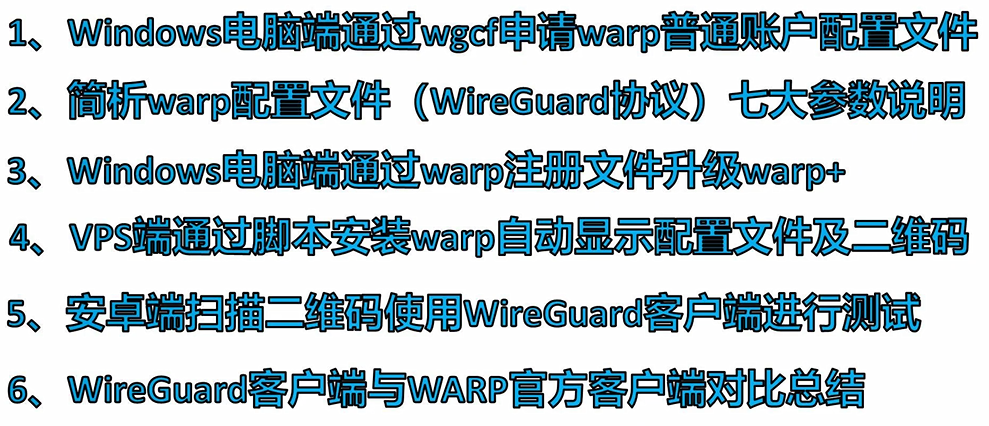 1、Windows电脑端通过wgcf申请warp普通账户配置文件
2、简析warp配置文件（WireGuard协议）七大参数说明
3、Windows电脑端通过warp注册文件升级warp+
4、VPS端通过脚本安装warp自动显示配置文件及二维码
5、安卓端扫描二维码使用WireGuard客户端进行测试
6、WireGuard客户端与WARP官方客户端对比总结